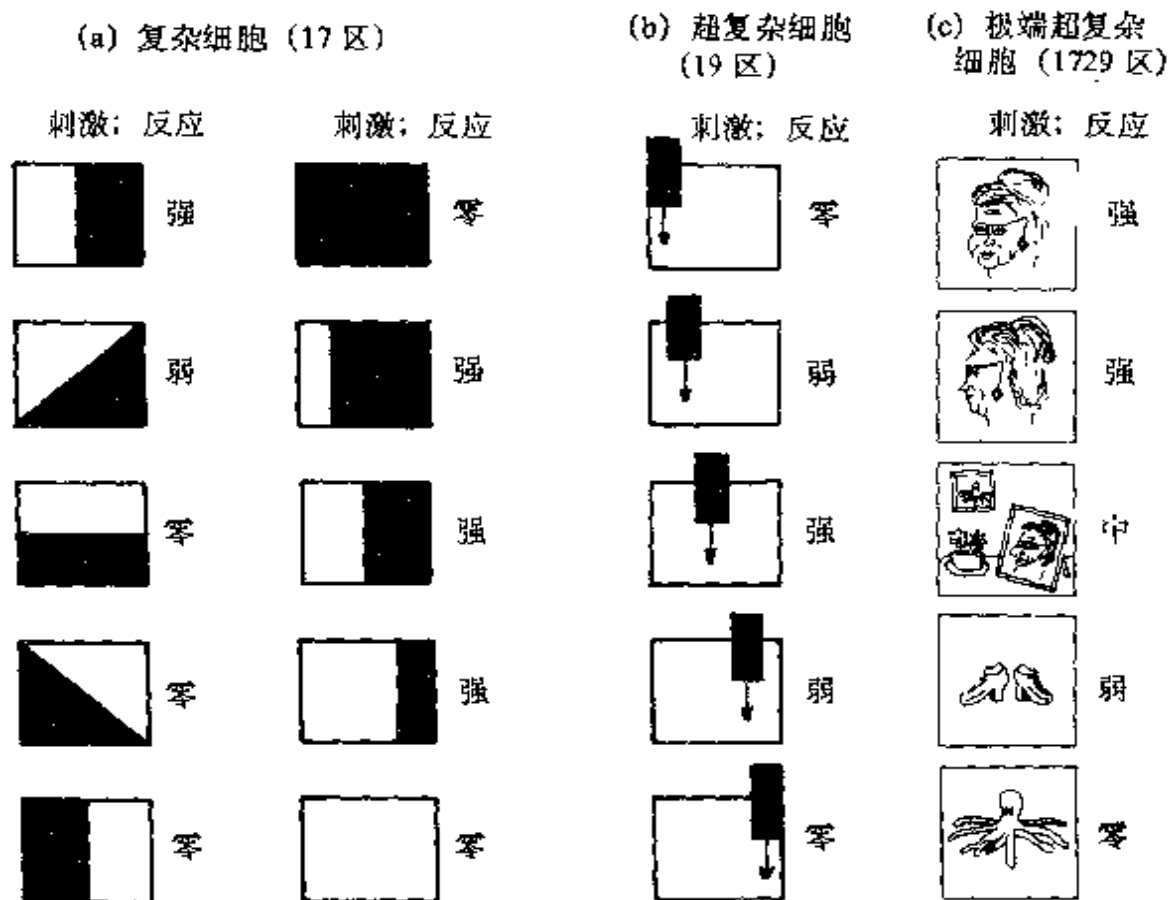 (a) 复杂细胞 (17 区)
(b) 超复杂细胞
(19 区)
(c) 极端超复杂
细胞 (1729 区)
刺激; 反应
刺激; 反应
刺激; 反应
刺激; 反应
强
零
零
强
弱
强
弱
强
零
强
强
中
零
强
弱
弱
零
零
零
零